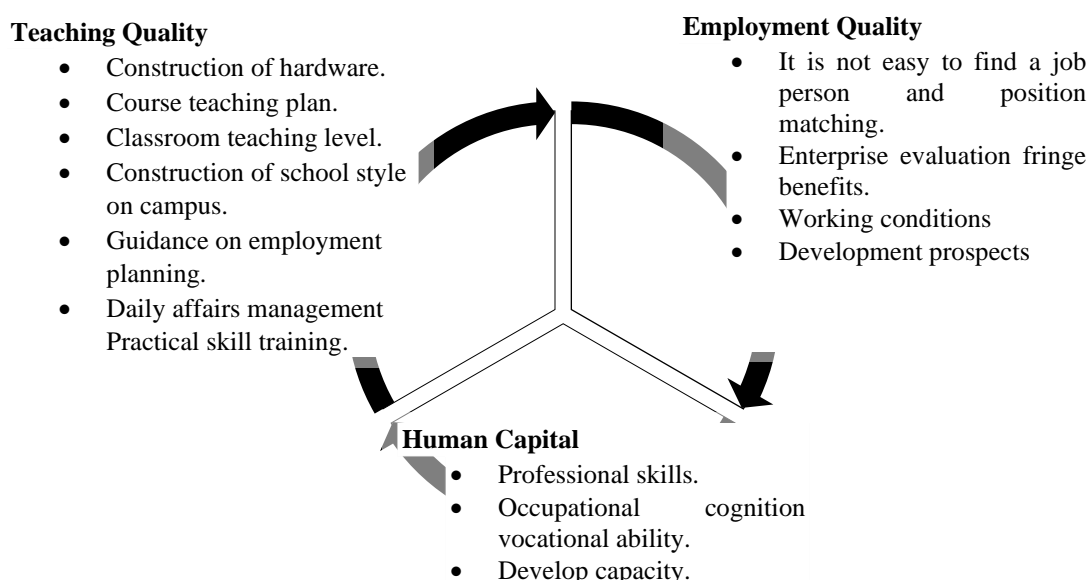 Teaching Quality
• Construction of hardware.
• Course teaching plan.
• Classroom teaching level.
• Construction of school style
on campus.
• Guidance on employment
planning.
• Daily affairs management
Practical skill training.
Employment Quality
• It is not easy to find a job
person and position
matching.
• Enterprise evaluation fringe
benefits.
• Working conditions
• Development prospects
Human Capital
• Professional skills.
• Occupational cognition
vocational ability.
• Develop capacity.